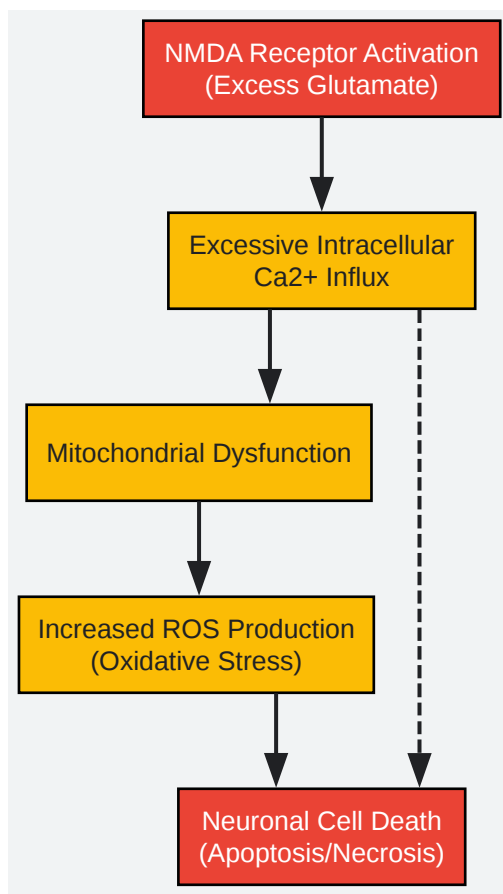 NMDA Receptor Activation
(Excess Glutamate)
Excessive Intracellular
Ca2+ Influx
Mitochondrial Dysfunction
Increased ROS Production
(Oxidative Stress)
Neuronal Cell Death
(Apoptosis/Necrosis)